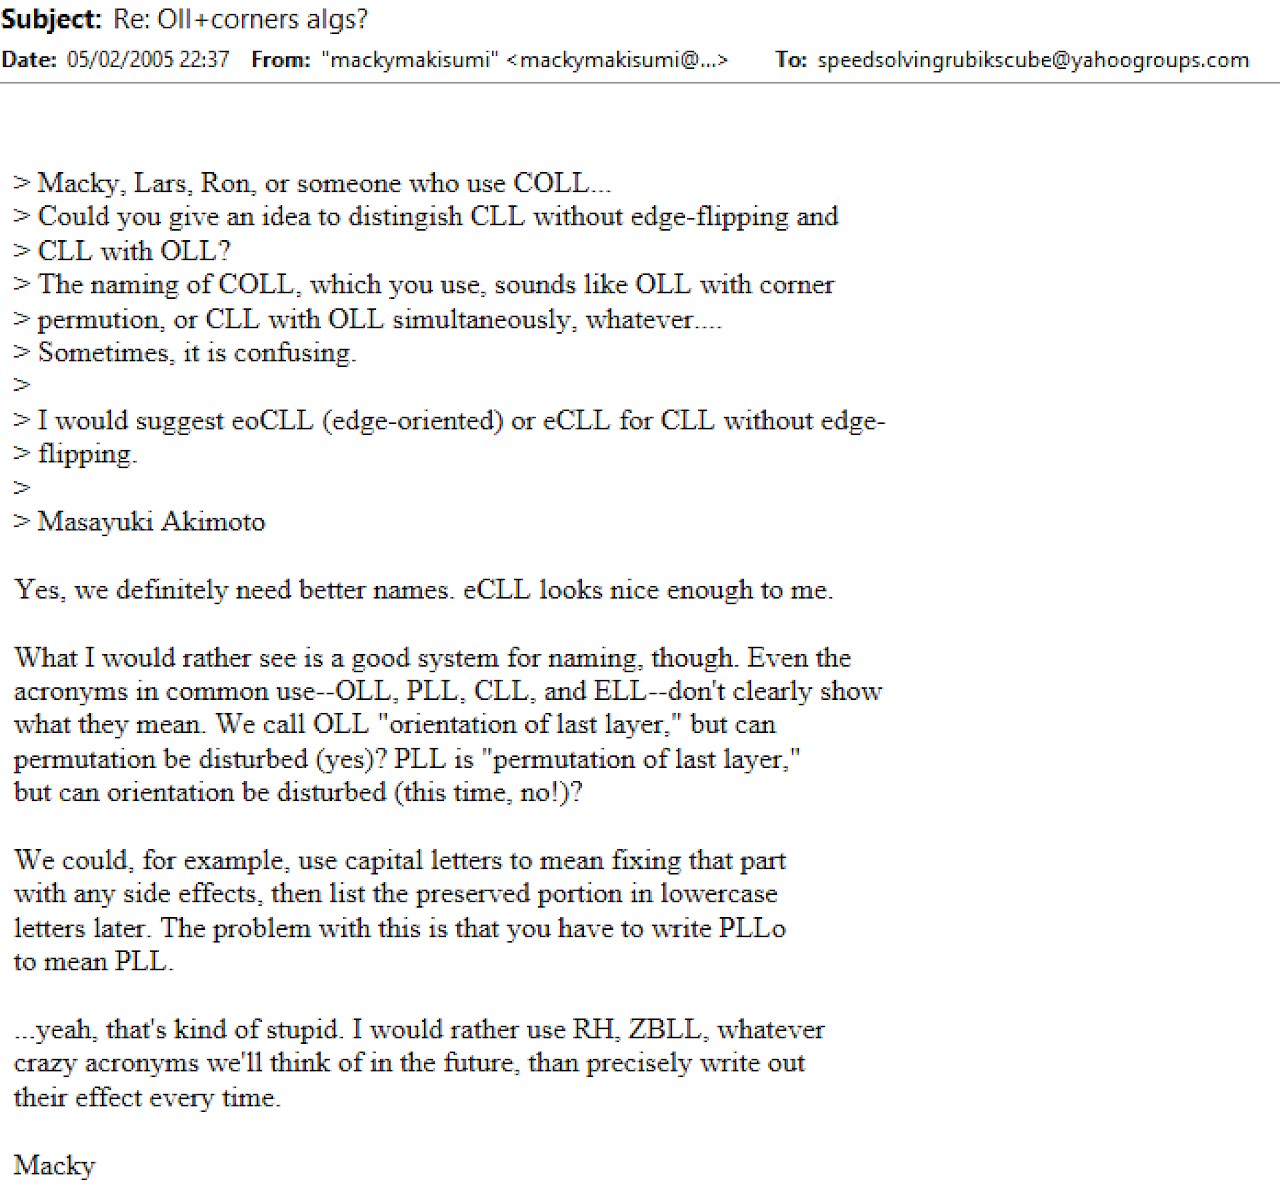 Subject: Re: Oll+corners algs?
Date: 05/02/2005 22:37 From: "mackymakisumi" <mackymakisumi@...> To: speedsolvingrubikscube@yahoogroups.com
> Macky, Lars, Ron, or someone who use COLL...
> Could you give an idea to distingish CLL without edge-flipping and
> CLL with OLL?
> The naming of COLL, which you use, sounds like OLL with corner
> permution, or CLL with OLL simultaneously, whatever....
> Sometimes, it is confusing.
>
> I would suggest eoCLL (edge-oriented) or eCLL for CLL without edge-
> flipping.
>
> Masayuki Akimoto
Yes, we definitely need better names. eCLL looks nice enough to me.
What I would rather see is a good system for naming, though. Even the
acronyms in common use--OLL, PLL, CLL, and ELL--don't clearly show
what they mean. We call OLL "orientation of last layer," but can
permutation be disturbed (yes)? PLL is "permutation of last layer,"
but can orientation be disturbed (this time, no!)?
We could, for example, use capital letters to mean fixing that part
with any side effects, then list the preserved portion in lowercase
letters later. The problem with this is that you have to write PLLo
to mean PLL.
...yeah, that's kind of stupid. I would rather use RH, ZBLL, whatever
crazy acronyms we'll think of in the future, than precisely write out
their effect every time.
Macky